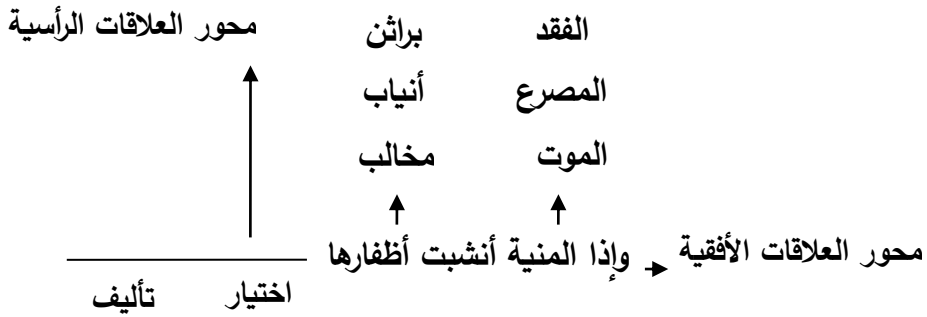 الفقد براثن محور العلاقات الرأسية
المصرع أنياب
الموت مخالب
محور العلاقات الأفقية وإذا المنية أنشبت أظفارها
اختيار تأليف